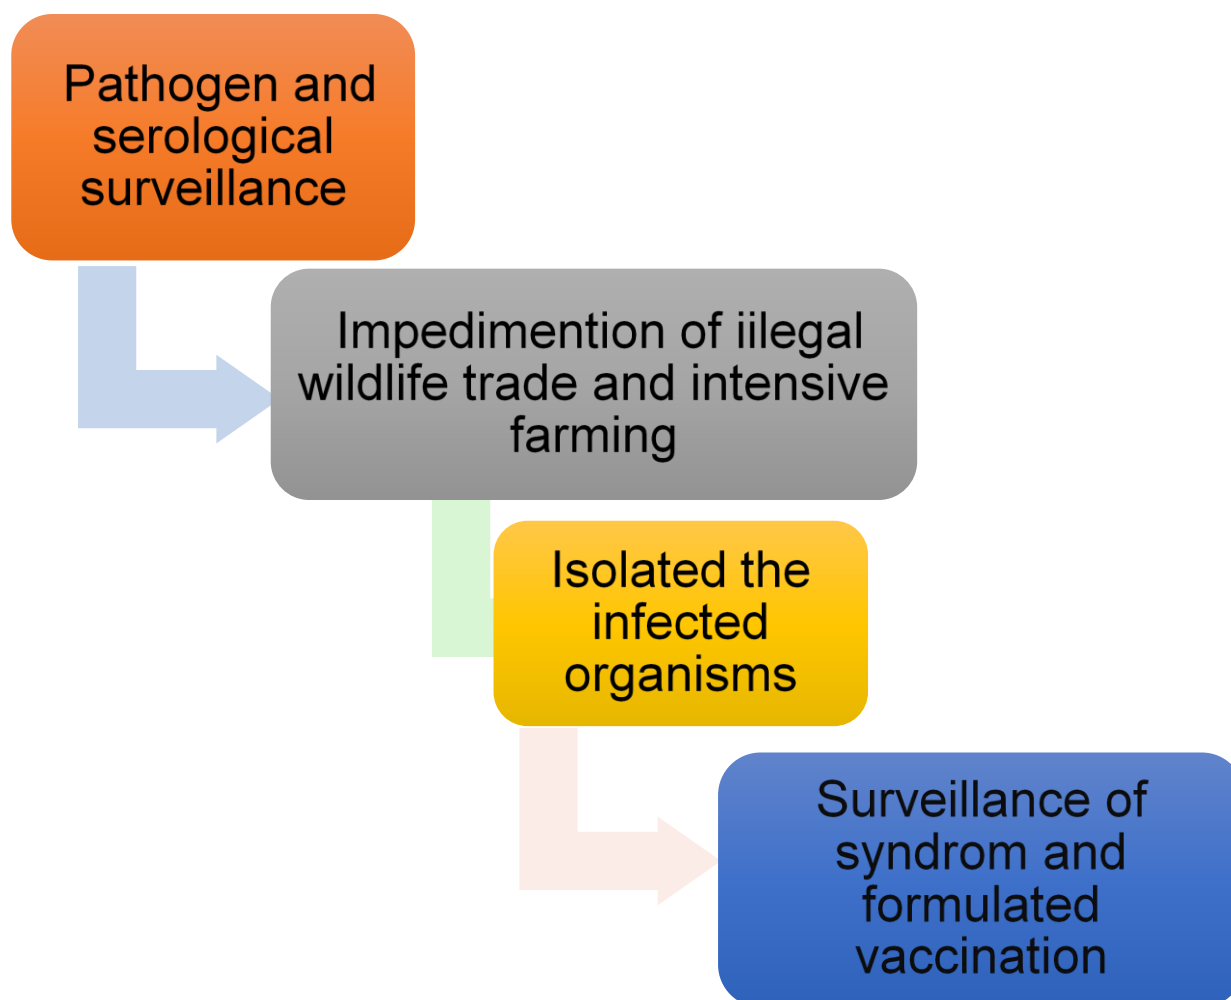 Pathogen and
serological
surveillance
Impedimention of iilegal
wildlife trade and intensive
farming
Isolated the
infected
organisms
Surveillance of
syndrom and
formulated
vaccination